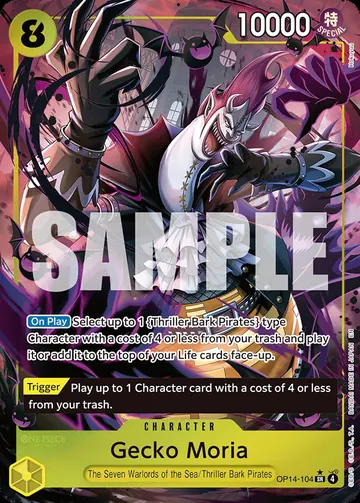 8
10000
特
SPECIAL
SAMPLE
On Play Select up to 1 {Thriller Bark Pirates} type
Character with a cost of 4 or less from your trash and play
it or add it to the top of your Life cards face-up.
Trigger Play up to 1 Character card with a cost of 4 or less
from your trash.
CHARACTER
Gecko Moria
OP14-104 SR 4
The Seven Warlords of the Sea/Thriller Bark Pirates